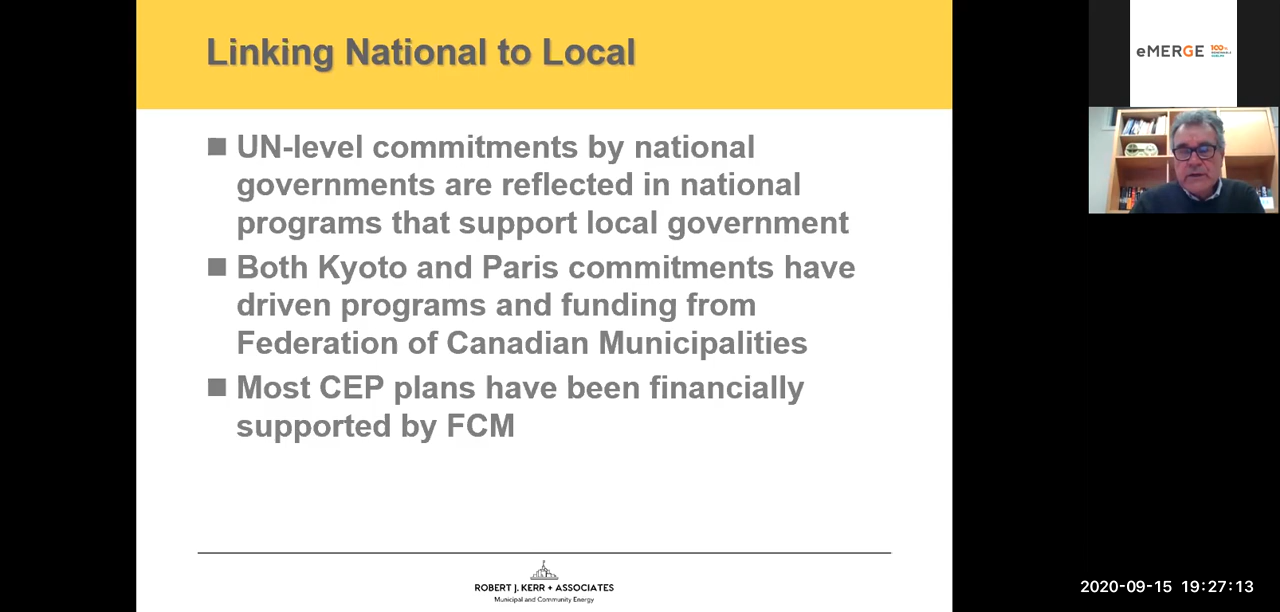 Linking National to Local
UN-level commitments by national
governments are reflected in national
programs that support local government
Both Kyoto and Paris commitments have
driven programs and funding from
Federation of Canadian Municipalities
Most CEP plans have been financially
supported by FCM
ROBERT J. KERR + ASSOCIATES
Municipal and Community Energy
eMERGE 100%
2020-09-15 19:27:13